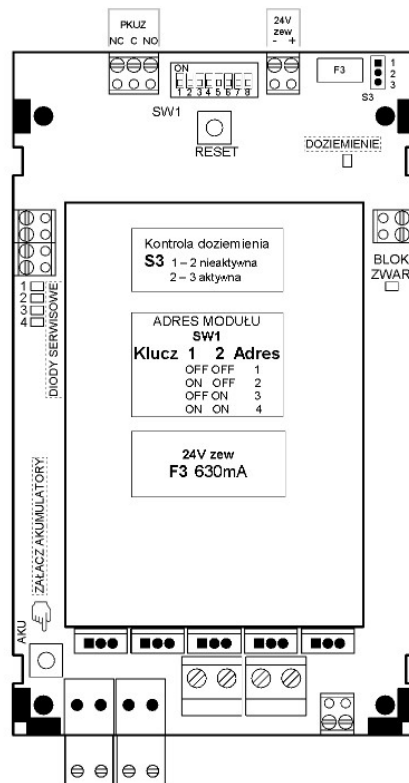 PKUZ
24V
zew
NC C NO
- +
ON
1 2 3 4 5 6 7 8
F3
1
2
3
S3
SW1
RESET
DOZIEMIENIE
Kontrola doziemienia
S3 1 – 2 nieaktywna
2 – 3 aktywna
BLOK
ZWAR
1
2
3
4
DIODY SERWISOWE
ADRES MODUŁU
SW1
Klucz 1 2 Adres
OFF OFF 1
ON OFF 2
OFF ON 3
ON ON 4
24V zew
F3 630mA
ZAŁĄCZ AKUMULATORY
AKU